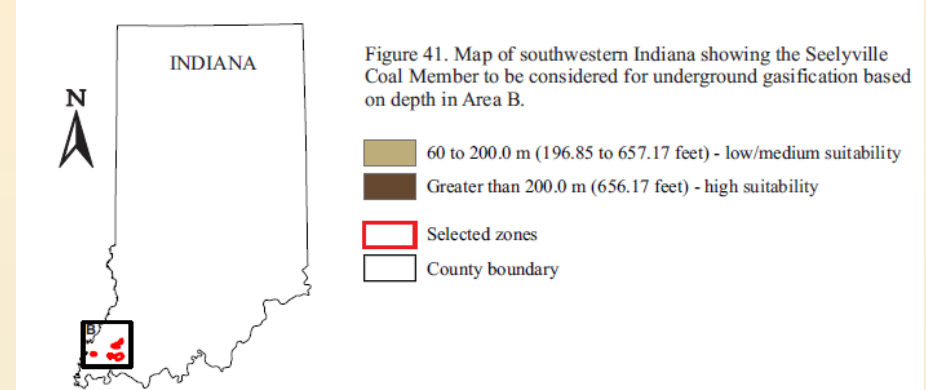 INDIANA
N
B
Figure 41. Map of southwestern Indiana showing the Seelyville
Coal Member to be considered for underground gasification based
on depth in Area B.
60 to 200.0 m (196.85 to 657.17 feet) - low/medium suitability
Greater than 200.0 m (656.17 feet) - high suitability
Selected zones
County boundary